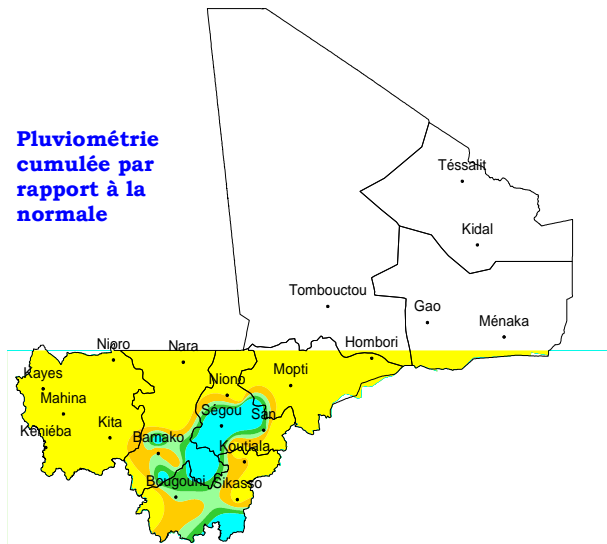 Pluviométrie
cumulée par
rapport à la
normale
Téssalit
Kidal
Tombouctou
Gao
Ménaka
Nioro
Nara
Hombori
Kayes
Niono
Mopti
Mahina
Ségou
San
Kéniéba
Kita
Bamako
Koutiala
Bougouni
Sikasso